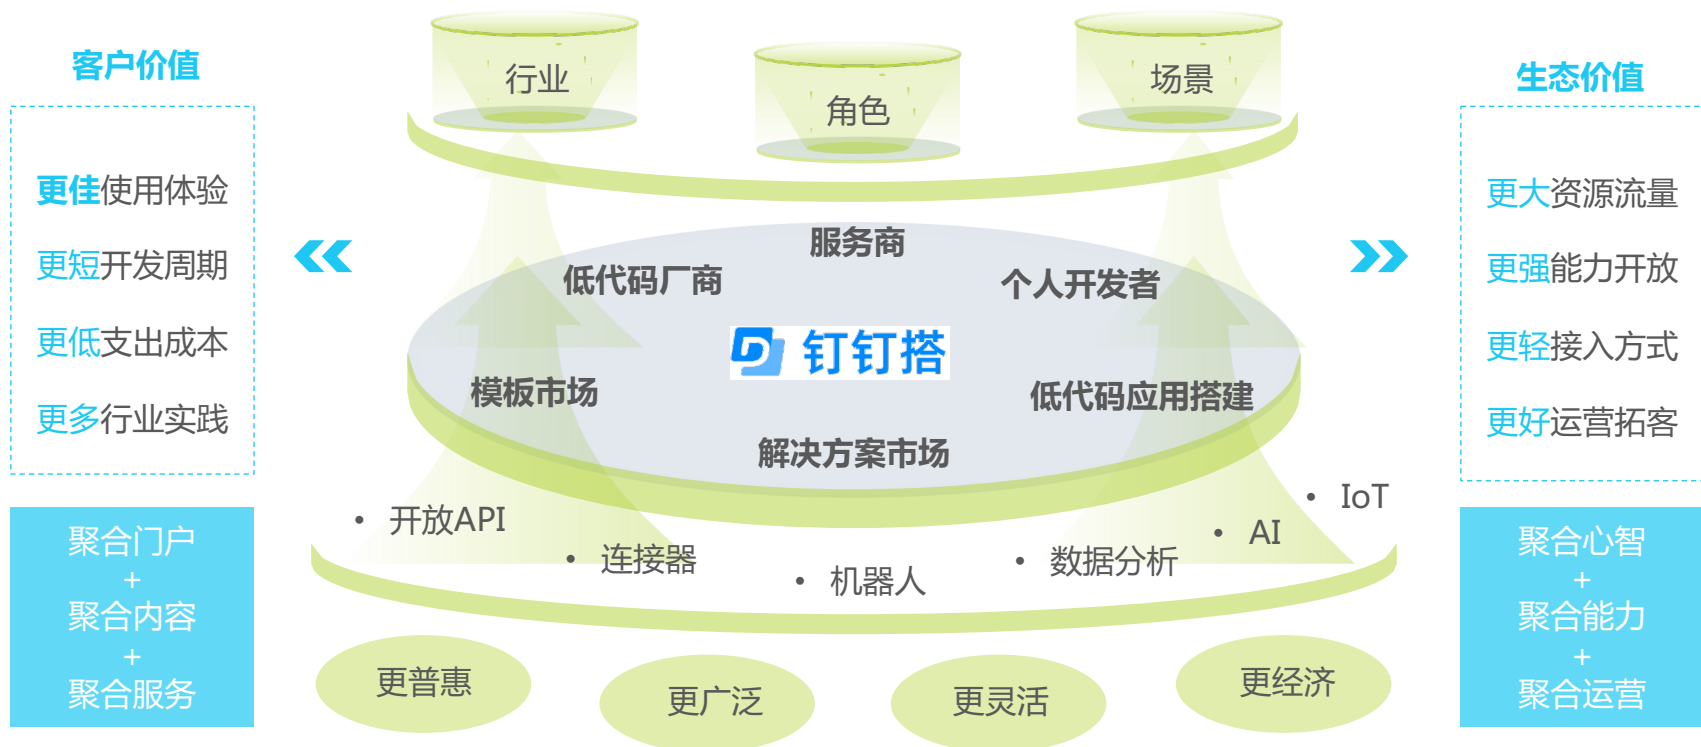 客户价值
更佳使用体验
更短开发周期
更低支出成本
更多行业实践
聚合门户
+
聚合内容
+
聚合服务
行业
角色
场景
服务商
低代码厂商
个人开发者
钉钉搭
模板市场
低代码应用搭建
解决方案市场
• 开放API
• 连接器
• 机器人
• 数据分析
• AI
• IoT
更普惠
更广泛
更灵活
更经济
生态价值
更大资源流量
更强能力开放
更轻接入方式
更好运营拓客
聚合心智
+
聚合能力
+
聚合运营